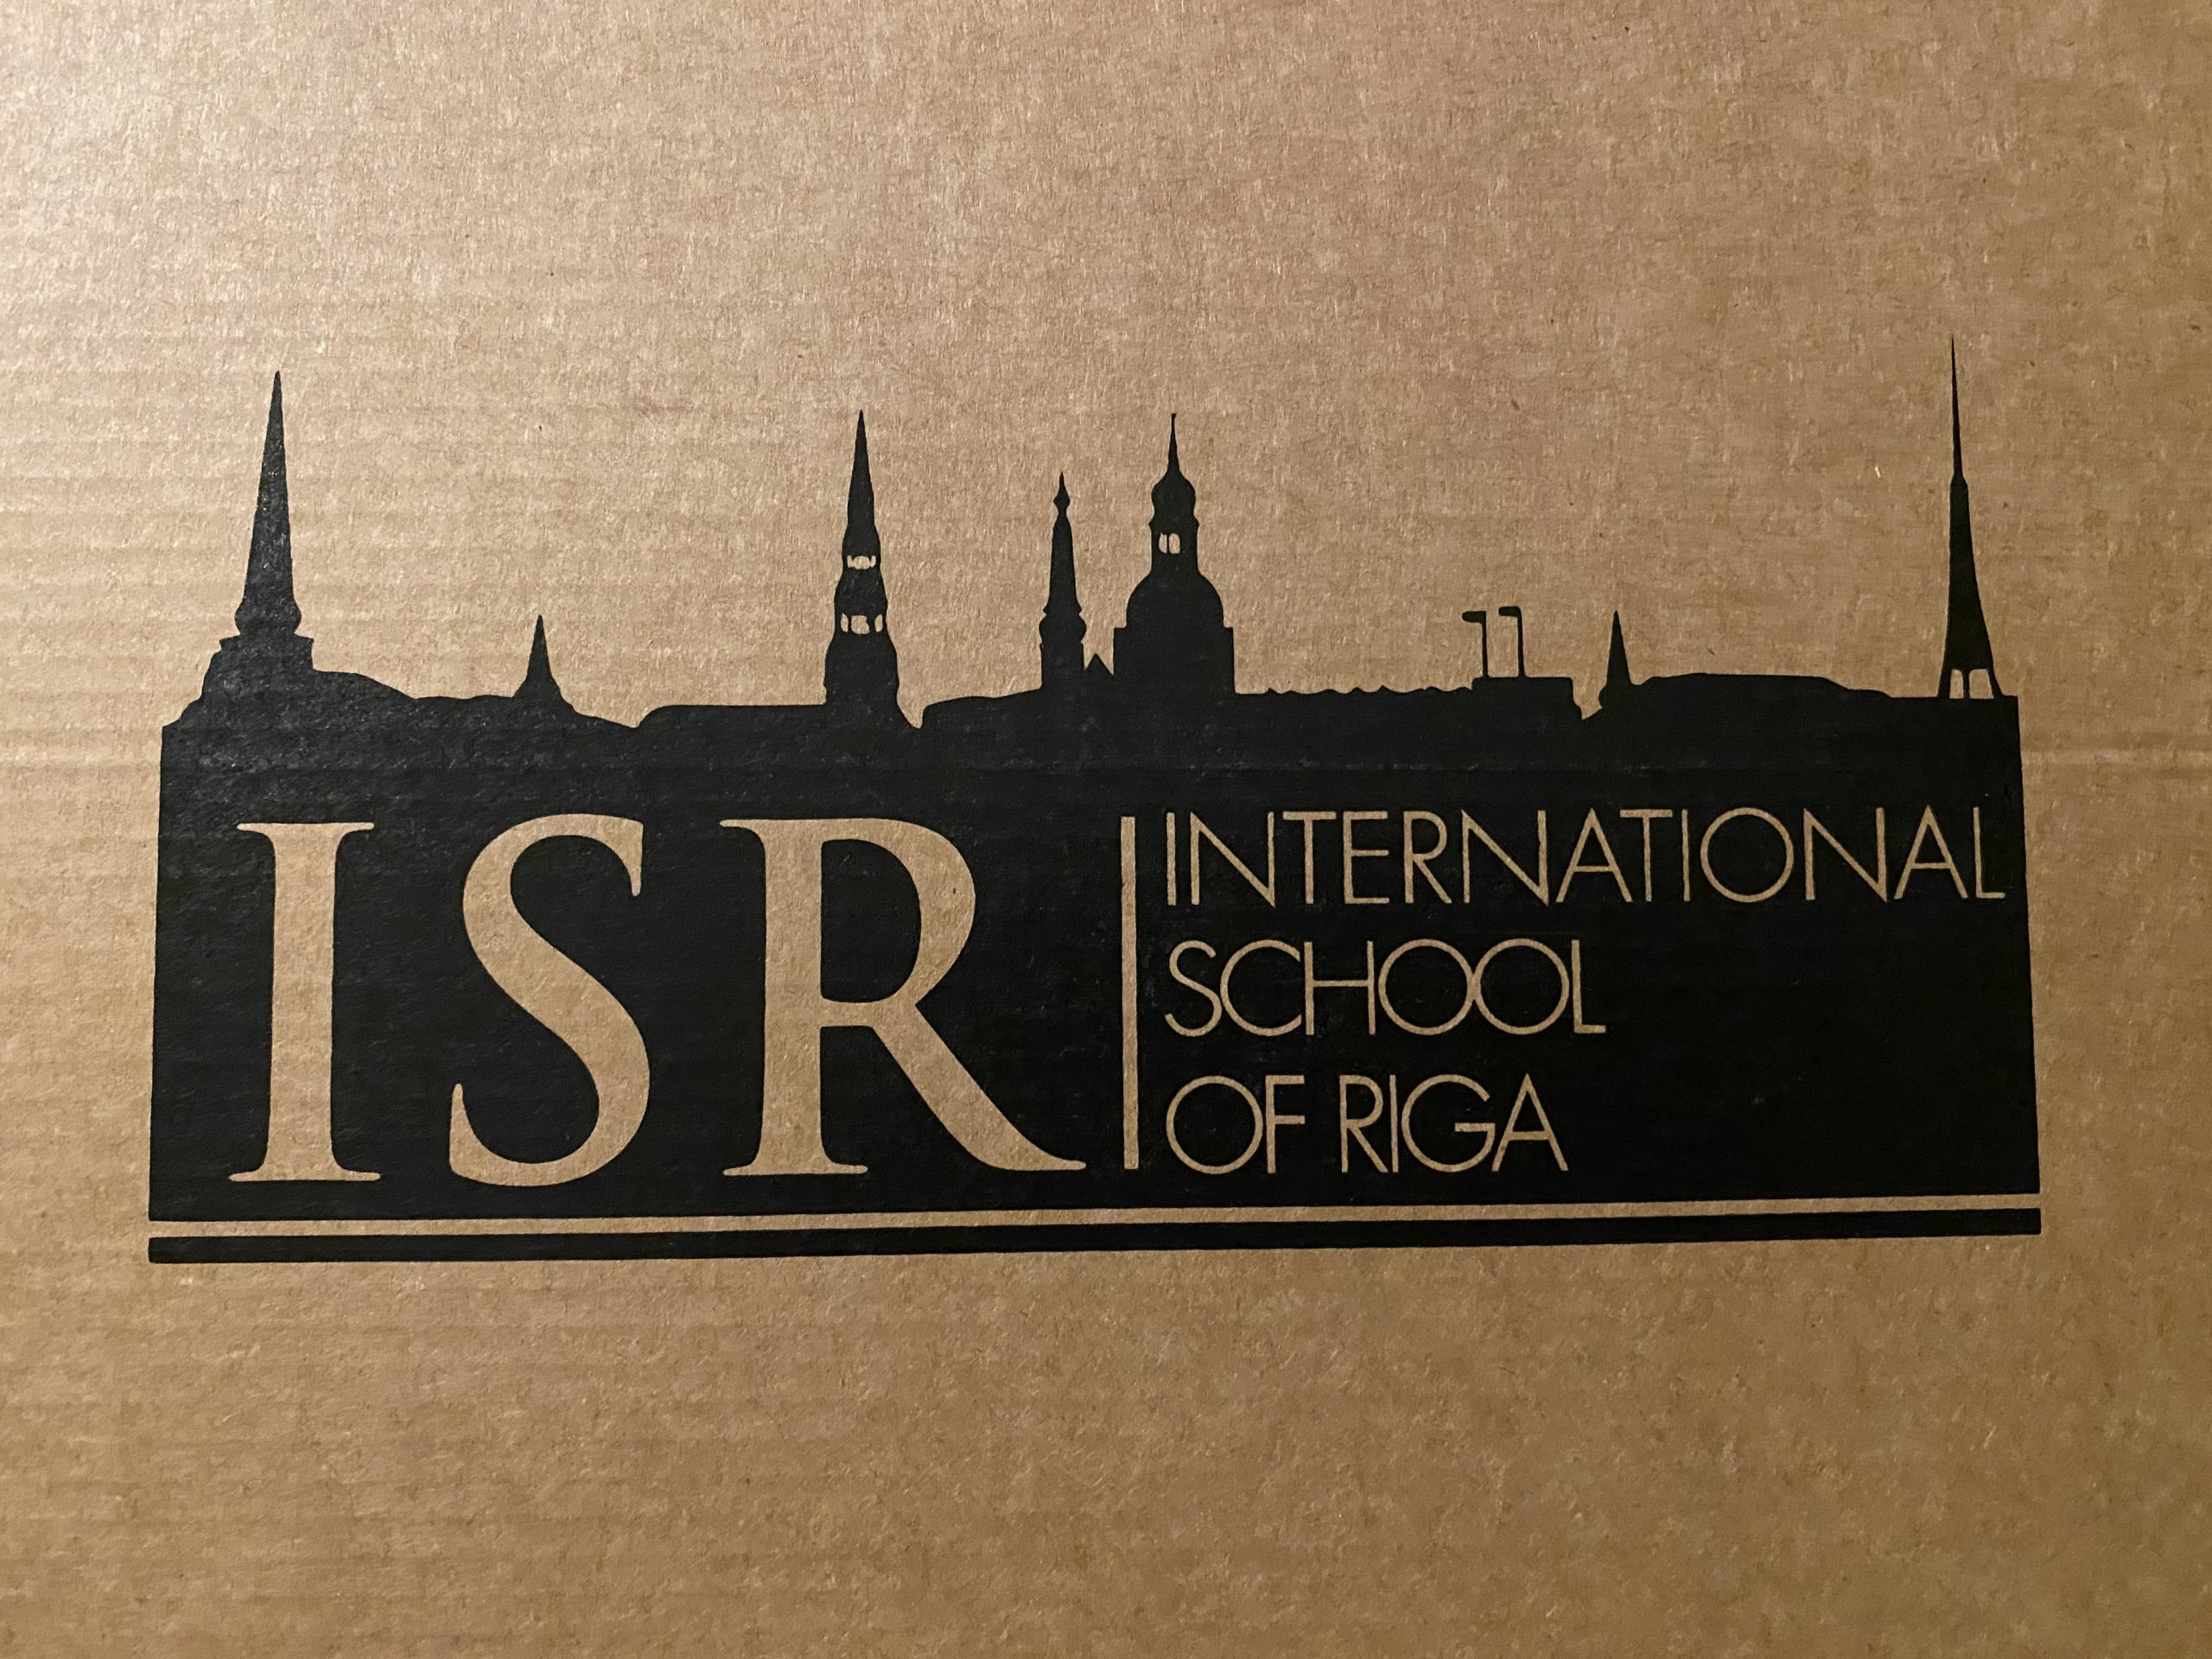 ISR
INTERNATIONAL
SCHOOL
OF RIGA